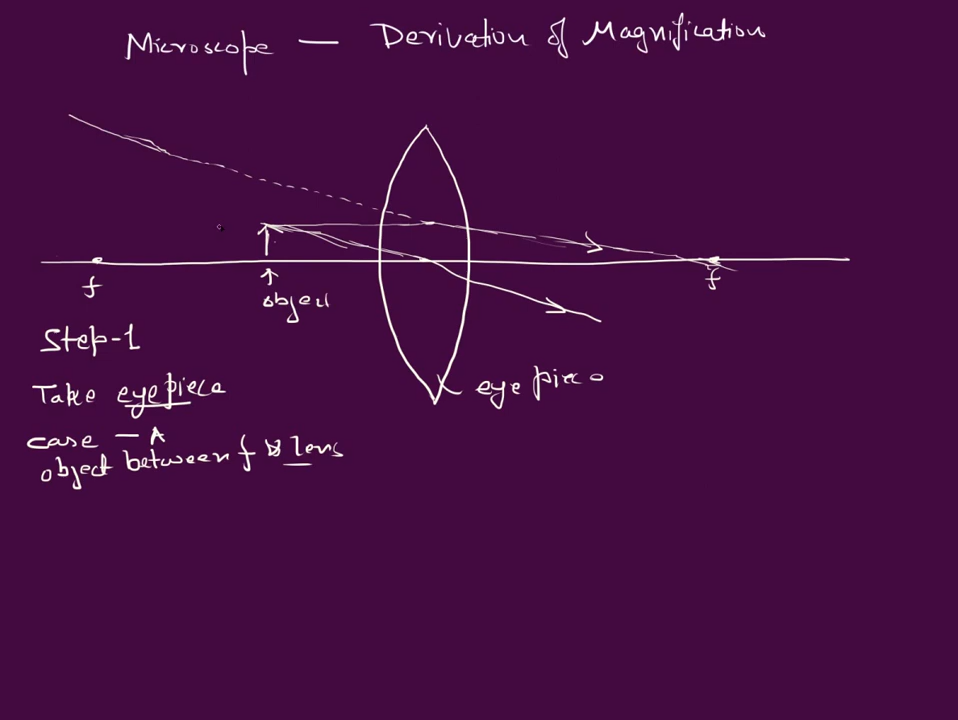 Microscope — Derivation of Magnification
f
object
f
Step-1
eye piece
Take eyepiece
case - A
object between f & lens